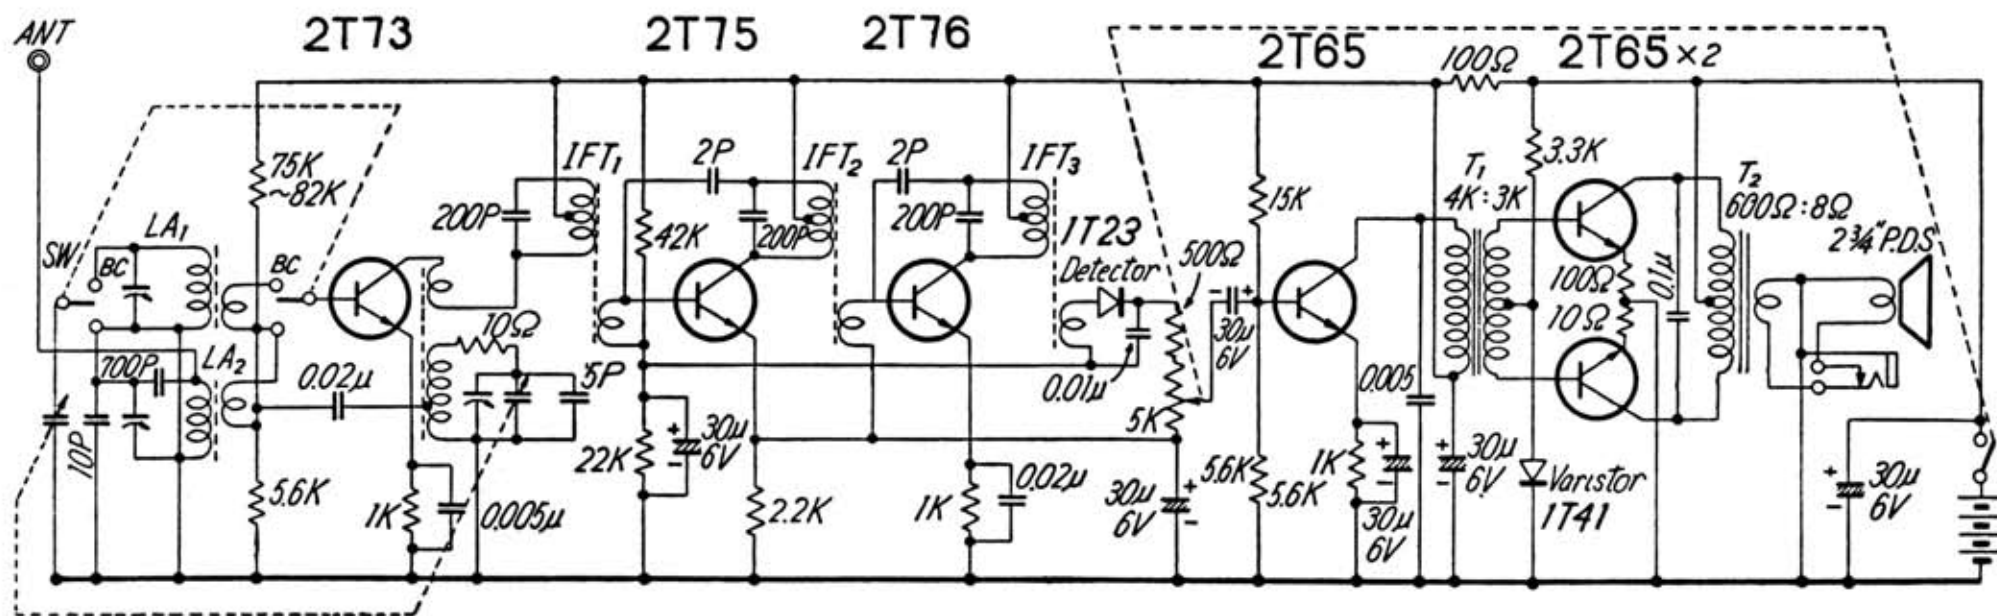 ANT
2T73
2T75
2T76
2T65
100Ω
2T65×2
75K
~82K
IFT₁
2P
IFT₂
2P
IFT₃
T₁
4K:3K
3.3K
T₂
600Ω:8Ω
2¾" P.D.S
SW
BC
LA₁
BC
200P
42K
200P
200P
1T23
Detector
500Ω
15K
100Ω
10Ω
0.1μ
700P
LA₂
0.02μ
10Ω
5P
0.01μ
5K
30μ
6V
0.005
10P
5.6K
1K
0.005μ
22K
30μ
6V
2.2K
1K
0.02μ
30μ
6V
5.6K
5.6K
1K
30μ
6V
30μ
6V
Varistor
1T41
30μ
6V